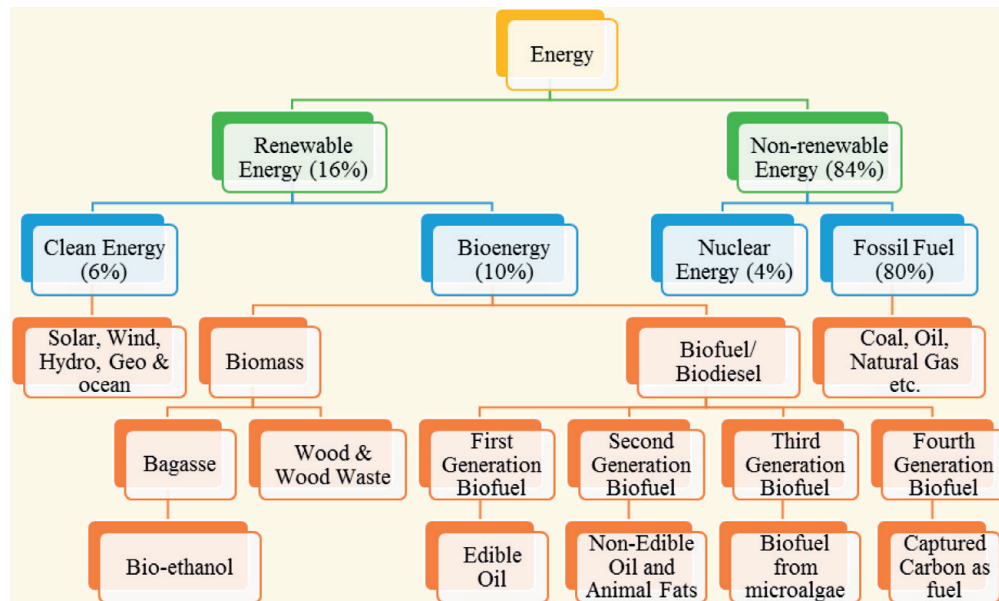 Energy
Renewable
Energy (16%)
Non-renewable
Energy (84%)
Clean Energy
(6%)
Bioenergy
(10%)
Nuclear
Energy (4%)
Fossil Fuel
(80%)
Solar, Wind,
Hydro, Geo &
ocean
Biomass
Biofuel/
Biodiesel
Coal, Oil,
Natural Gas
etc.
Bagasse
Wood &
Wood Waste
First
Generation
Biofuel
Second
Generation
Biofuel
Third
Generation
Biofuel
Fourth
Generation
Biofuel
Bio-ethanol
Edible
Oil
Non-Edible
Oil and
Animal Fats
Biofuel
from
microalgae
Captured
Carbon as
fuel